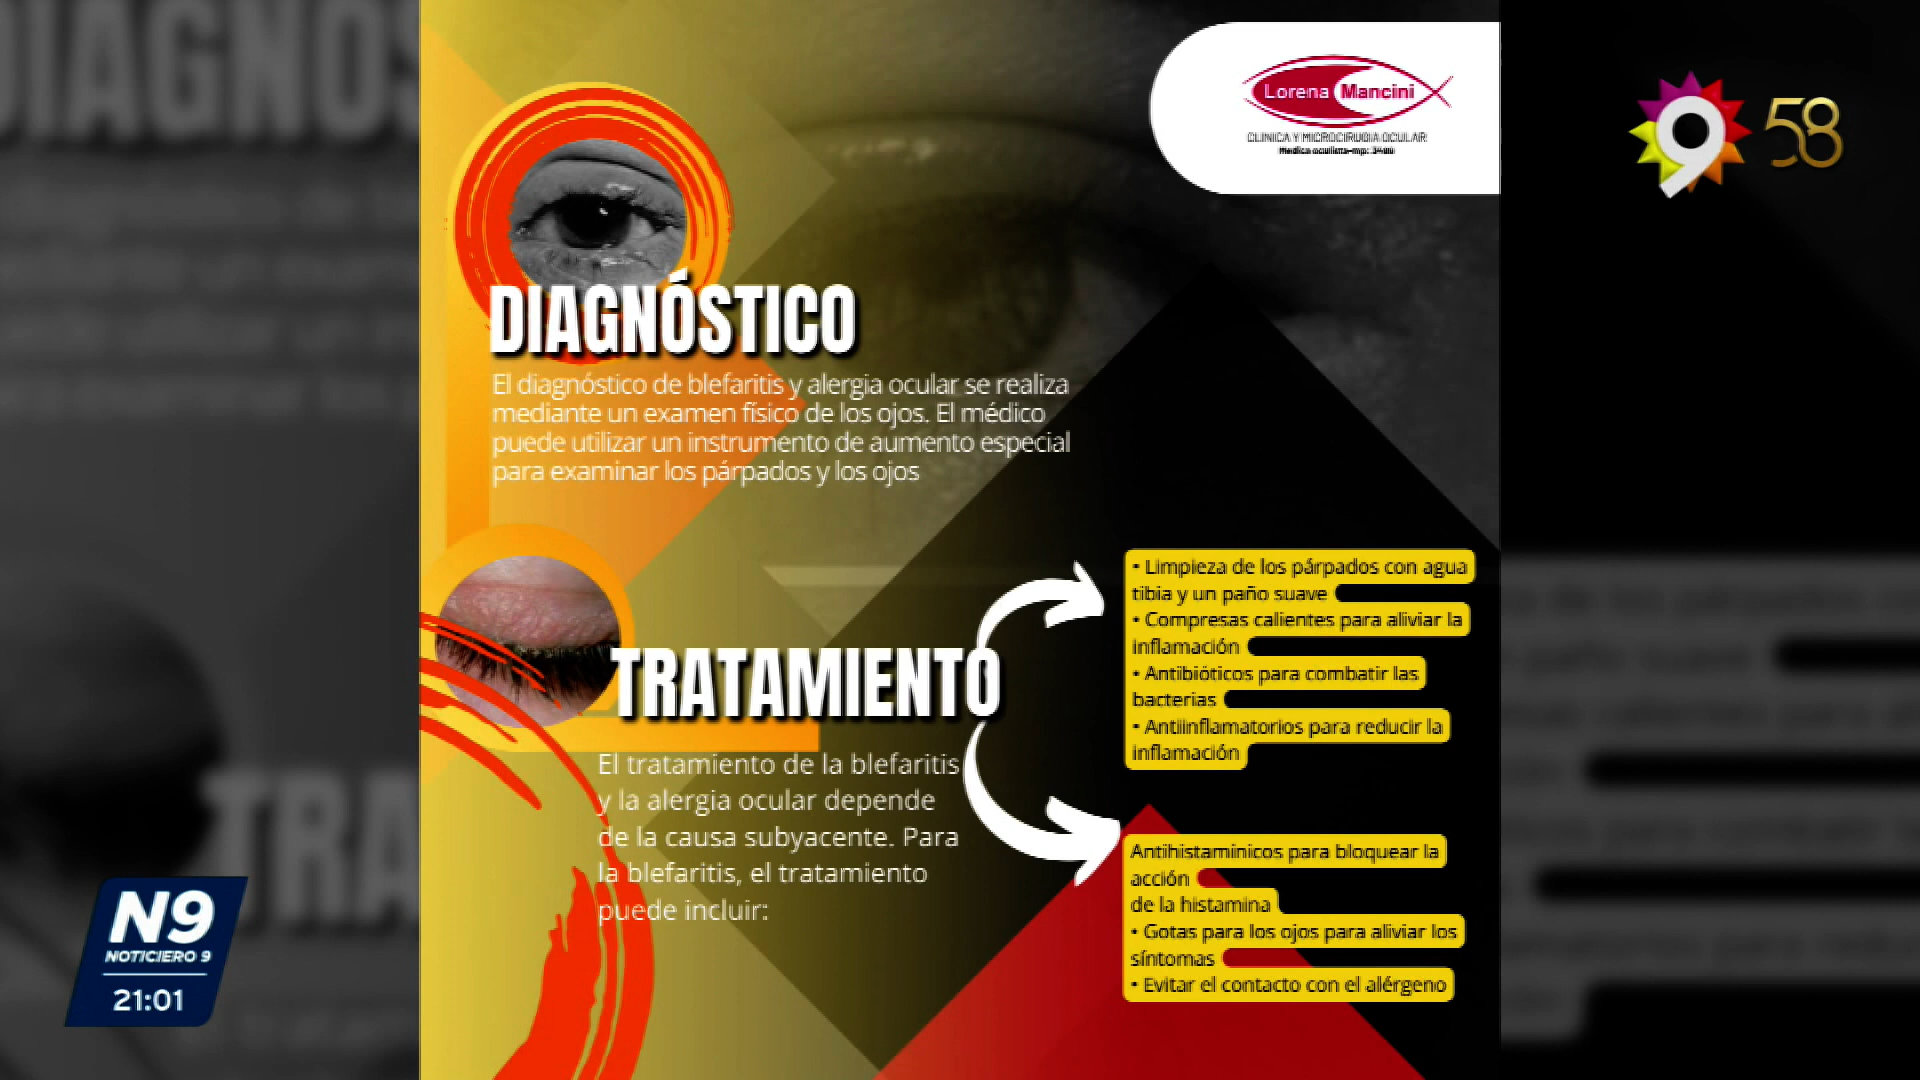 Lorena Mancini
CLINICA Y MICROCIRUGIA OCULAR
Medica oculista-mp:
9 58
DIAGNÓSTICO
El diagnóstico de blefaritis y alergia ocular se realiza
mediante un examen físico de los ojos. El médico
puede utilizar un instrumento de aumento especial
para examinar los párpados y los ojos
TRATAMIENTO
El tratamiento de la blefaritis
y la alergia ocular depende
de la causa subyacente. Para
la blefaritis, el tratamiento
puede incluir:
• Limpieza de los párpados con agua
tibia y un paño suave
• Compresas calientes para aliviar la
inflamación
• Antibióticos para combatir las
bacterias
• Antiinflamatorios para reducir la
inflamación
Antihistamínicos para bloquear la
acción
de la histamina
• Gotas para los ojos para aliviar los
síntomas
• Evitar el contacto con el alérgeno
N9
NOTICIERO 9
21:01